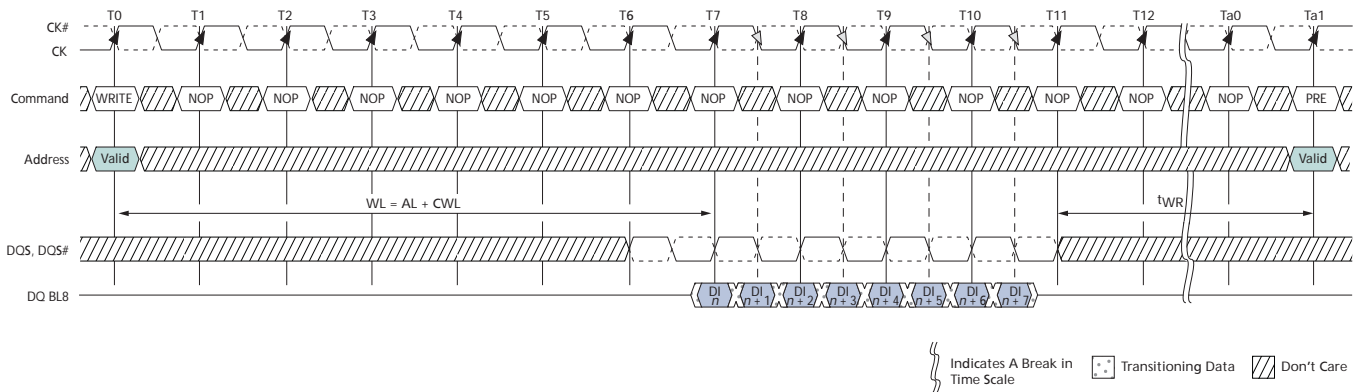 T0 T1 T2 T3 T4 T5 T6 T7 T8 T9 T10 T11 T12 Ta0 Ta1
CK#
CK
Command WRITE NOP NOP NOP NOP NOP NOP NOP NOP NOP NOP NOP NOP NOP PRE
Address Valid Valid
WL = AL + CWL tWR
DQS, DQS#
DQ BL8 DI n DI n + 1 DI n + 2 DI n + 3 DI n + 4 DI n + 5 DI n + 6 DI n + 7
Indicates A Break in
Time Scale
Transitioning Data
Don't Care